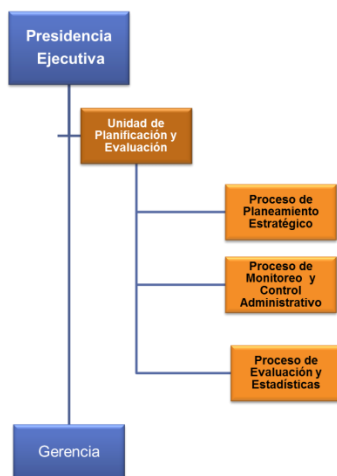 Presidencia
Ejecutiva
Unidad de
Planificación y
Evaluación
Proceso de
Planeamiento
Estratégico
Proceso de
Monitoreo y
Control
Administrativo
Proceso de
Evaluación y
Estadísticas
Gerencia